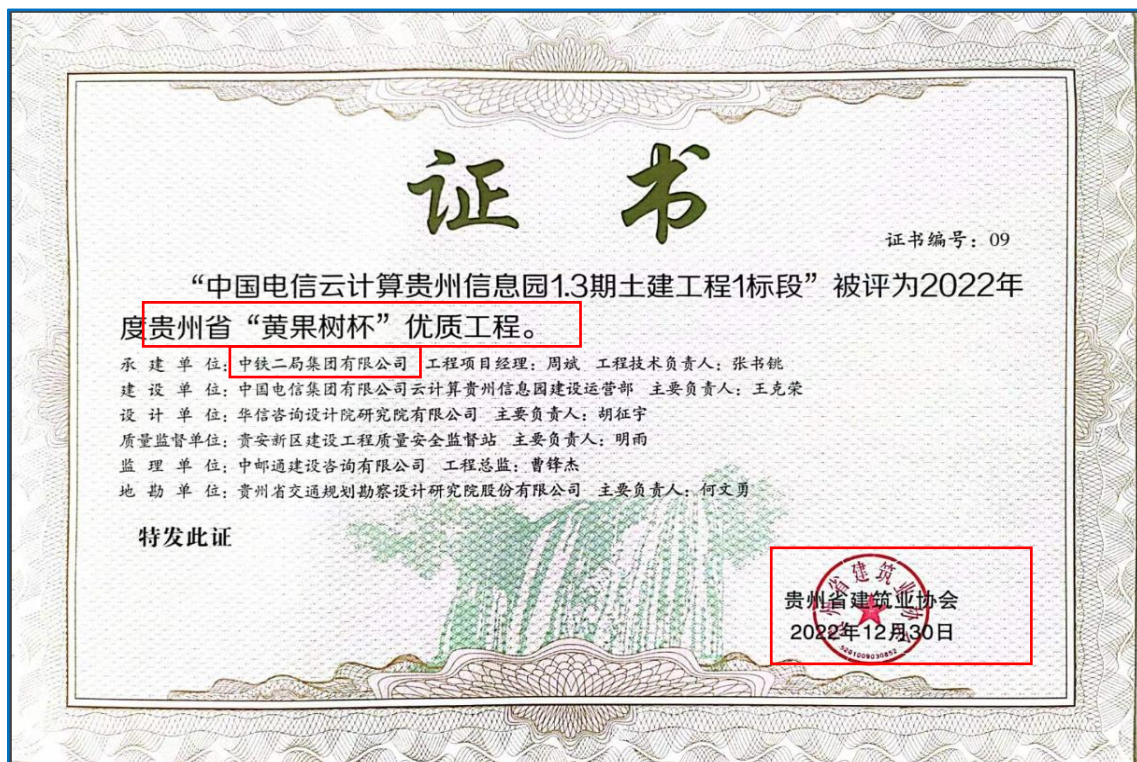 证 书
证书编号：09
“中国电信云计算贵州信息园1.3期土建工程1标段”被评为2022年
度贵州省“黄果树杯”优质工程。
承 建 单 位：中铁二局集团有限公司 工程项目经理：周斌 工程技术负责人：张书铫
建 设 单 位：中国电信集团有限公司云计算贵州信息园建设运营部 主要负责人：王克荣
设 计 单 位：华信咨询设计院研究院有限公司 主要负责人：胡征宇
质量监督单位：贵安新区建设工程质量安全监督站 主要负责人：明雨
监 理 单 位：中邮通建设咨询有限公司 工程总监：曹锋杰
地 勘 单 位：贵州省交通规划勘察设计研究院股份有限公司 主要负责人：何文勇
特发此证
贵州省建筑业协会
贵州省建筑业协会
2022年12月30日
5201009030852